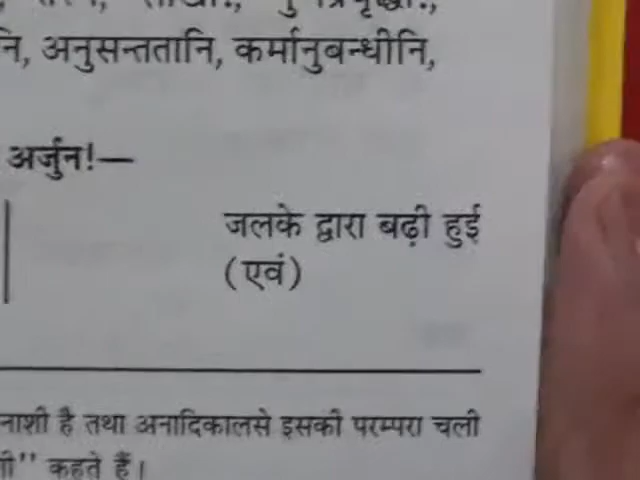 नि, अनुसन्ततानि, कर्मानुबन्धीनि,
अर्जुन!—
जलके द्वारा बढ़ी हुई
(एवं)
नाशी है तथा अनादिकालसे इसकी परम्परा चली
कहते हैं।